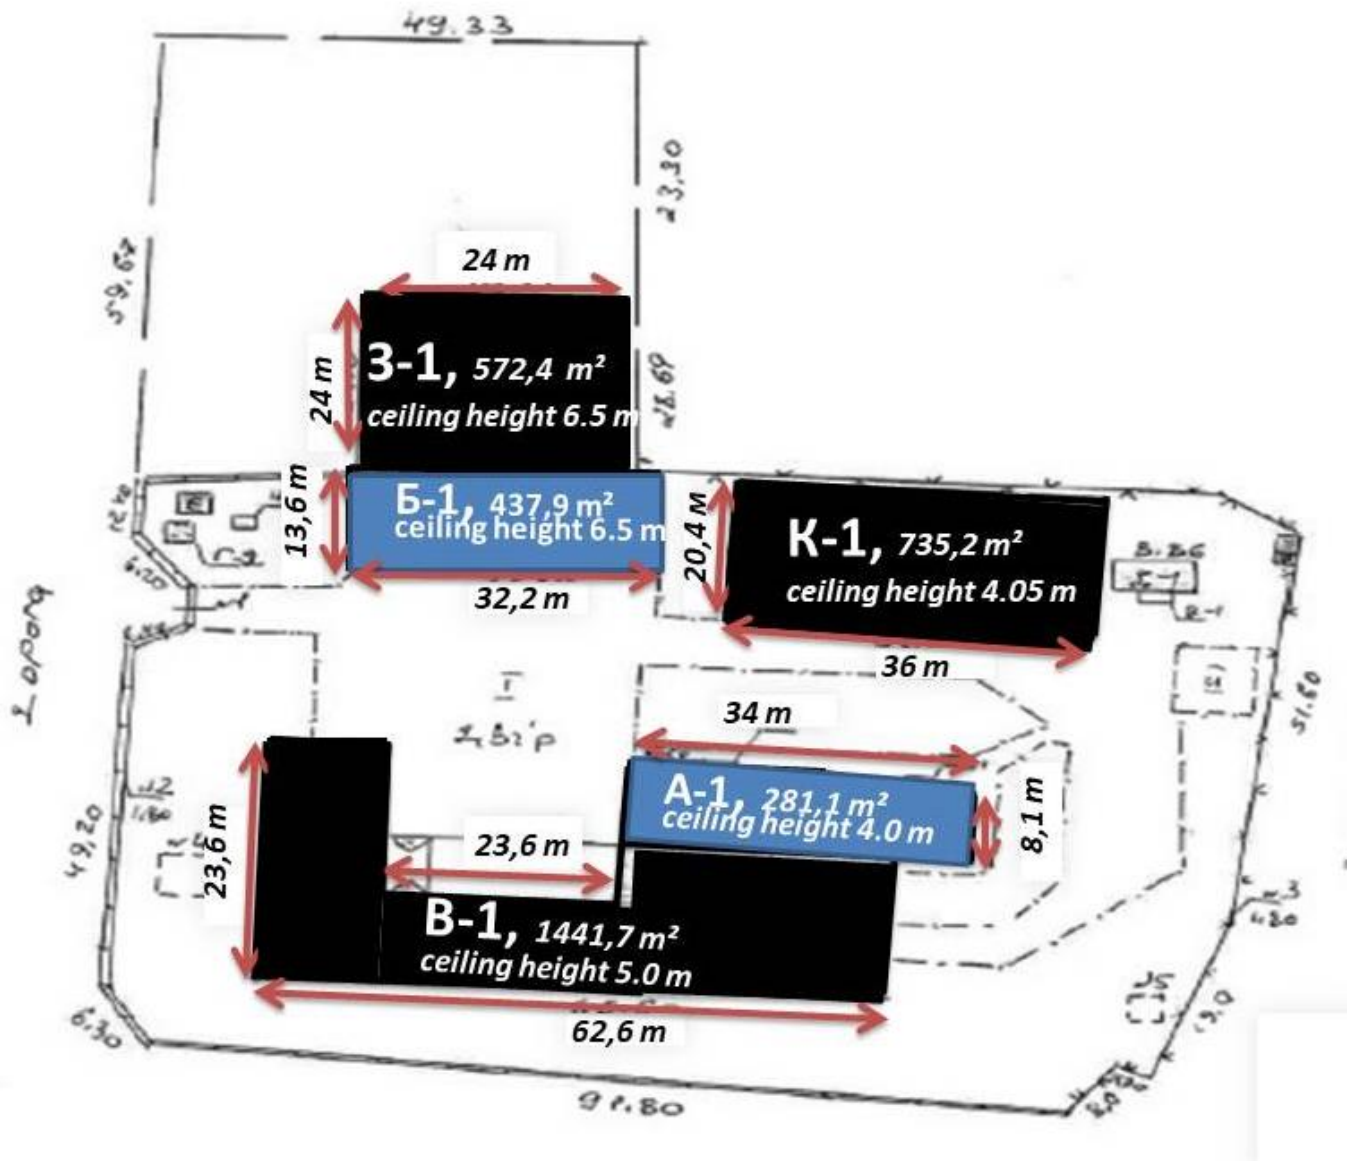 49.33
23,30
59,67
24 m
24 m
З-1, 572,4 m²
ceiling height 6.5 m
28.69
13,6 m
Б-1, 437,9 m²
ceiling height 6.5 m
32,2 m
20,4 м
К-1, 735,2 m²
ceiling height 4.05 m
36 m
6.20
I
34 m
А-1, 281,1 m²
ceiling height 4.0 m
8,1 m
51.80
49,20
23,6 m
23,6 m
В-1, 1441,7 m²
ceiling height 5.0 m
62,6 m
6.30
19.0
8,0
91.80